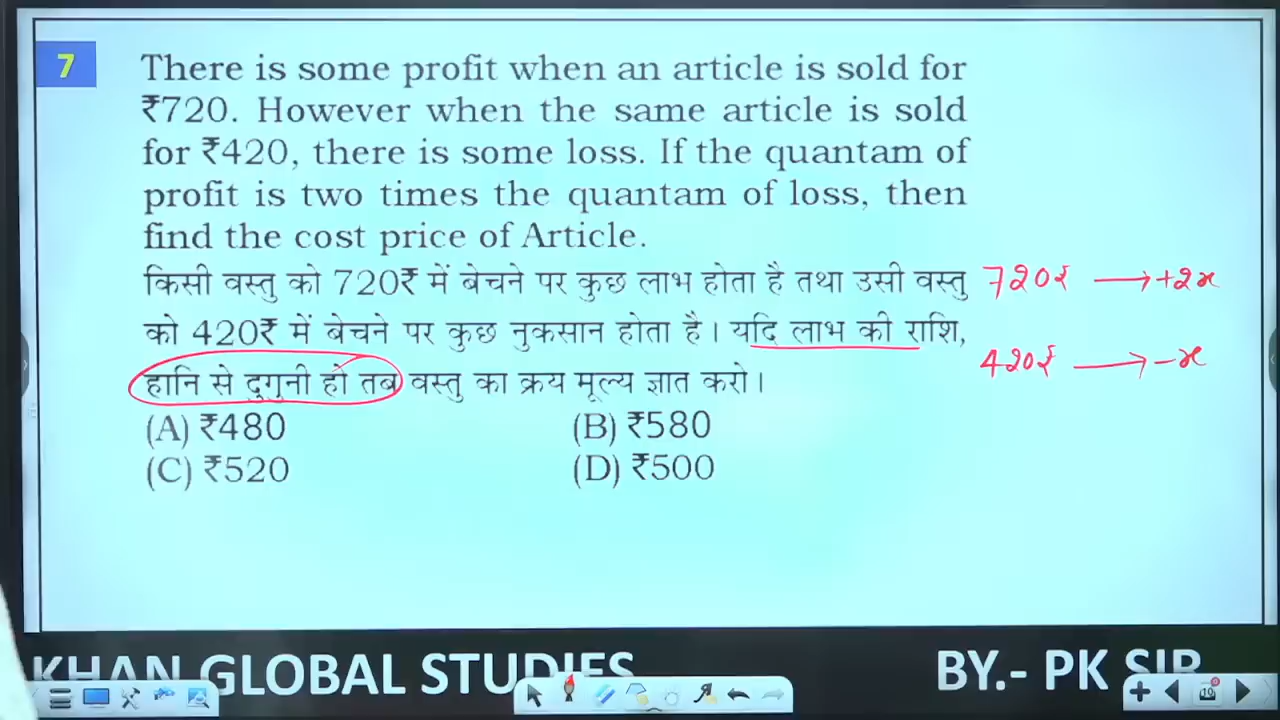 7
There is some profit when an article is sold for
₹720. However when the same article is sold
for ₹420, there is some loss. If the quantam of
profit is two times the quantam of loss, then
find the cost price of Article.
किसी वस्तु को 720₹ में बेचने पर कुछ लाभ होता है तथा उसी वस्तु
को 420₹ में बेचने पर कुछ नुकसान होता है। यदि लाभ की राशि,
हानि से दुगुनी हो तब वस्तु का क्रय मूल्य ज्ञात करो।
(A) ₹480 (B) ₹580
(C) ₹520 (D) ₹500
720₹ → +2x
420₹ → -x
KHAN GLOBAL STUDIES BY.- PK SIR
19